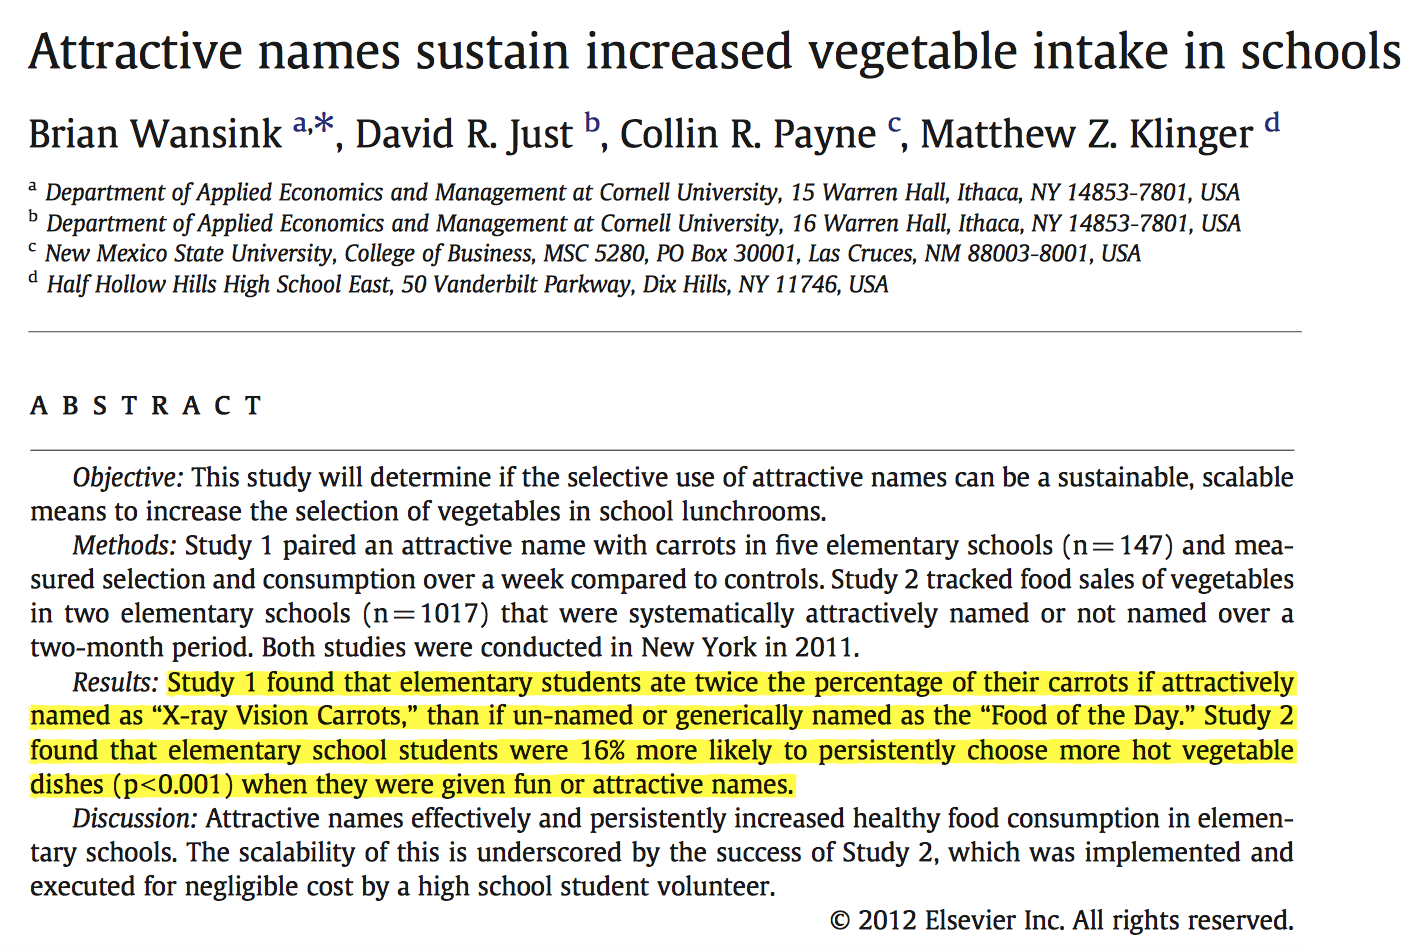 Attractive names sustain increased vegetable intake in schools
Brian Wansink a,*, David R. Just b, Collin R. Payne c, Matthew Z. Klinger d
a Department of Applied Economics and Management at Cornell University, 15 Warren Hall, Ithaca, NY 14853-7801, USA
b Department of Applied Economics and Management at Cornell University, 16 Warren Hall, Ithaca, NY 14853-7801, USA
c New Mexico State University, College of Business, MSC 5280, PO Box 30001, Las Cruces, NM 88003-8001, USA
d Half Hollow Hills High School East, 50 Vanderbilt Parkway, Dix Hills, NY 11746, USA
ABSTRACT
Objective: This study will determine if the selective use of attractive names can be a sustainable, scalable
means to increase the selection of vegetables in school lunchrooms.
Methods: Study 1 paired an attractive name with carrots in five elementary schools (n=147) and mea-
sured selection and consumption over a week compared to controls. Study 2 tracked food sales of vegetables
in two elementary schools (n=1017) that were systematically attractively named or not named over a
two-month period. Both studies were conducted in New York in 2011.
Results: Study 1 found that elementary students ate twice the percentage of their carrots if attractively
named as “X-ray Vision Carrots,” than if un-named or generically named as the “Food of the Day.” Study 2
found that elementary school students were 16% more likely to persistently choose more hot vegetable
dishes (p<0.001) when they were given fun or attractive names.
Discussion: Attractive names effectively and persistently increased healthy food consumption in elemen-
tary schools. The scalability of this is underscored by the success of Study 2, which was implemented and
executed for negligible cost by a high school student volunteer.
© 2012 Elsevier Inc. All rights reserved.